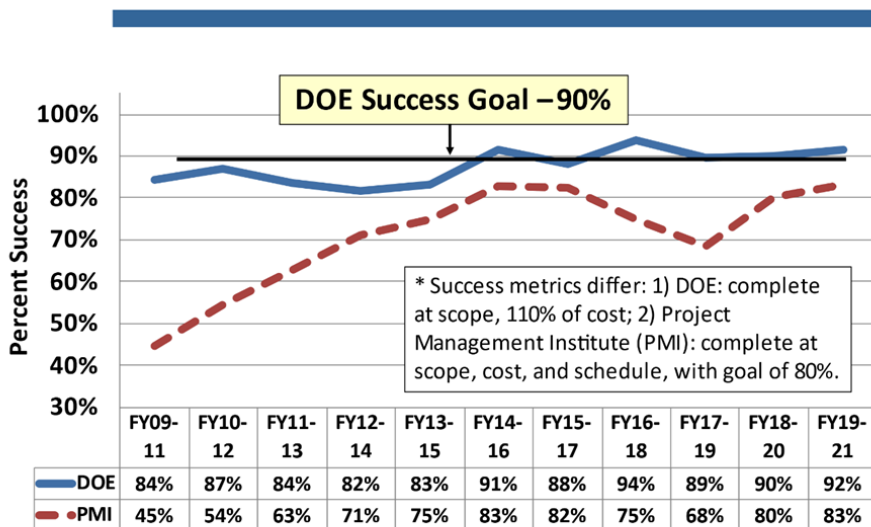 DOE Success Goal – 90%
100%
90%
80%
70%
60%
50%
40%
30%
Percent Success
* Success metrics differ: 1) DOE: complete
at scope, 110% of cost; 2) Project
Management Institute (PMI): complete at
scope, cost, and schedule, with goal of 80%.
FY09-11 FY10-12 FY11-13 FY12-14 FY13-15 FY14-16 FY15-17 FY16-18 FY17-19 FY18-20 FY19-21
DOE 84% 87% 84% 82% 83% 91% 88% 94% 89% 90% 92%
PMI 45% 54% 63% 71% 75% 83% 82% 75% 68% 80% 83%